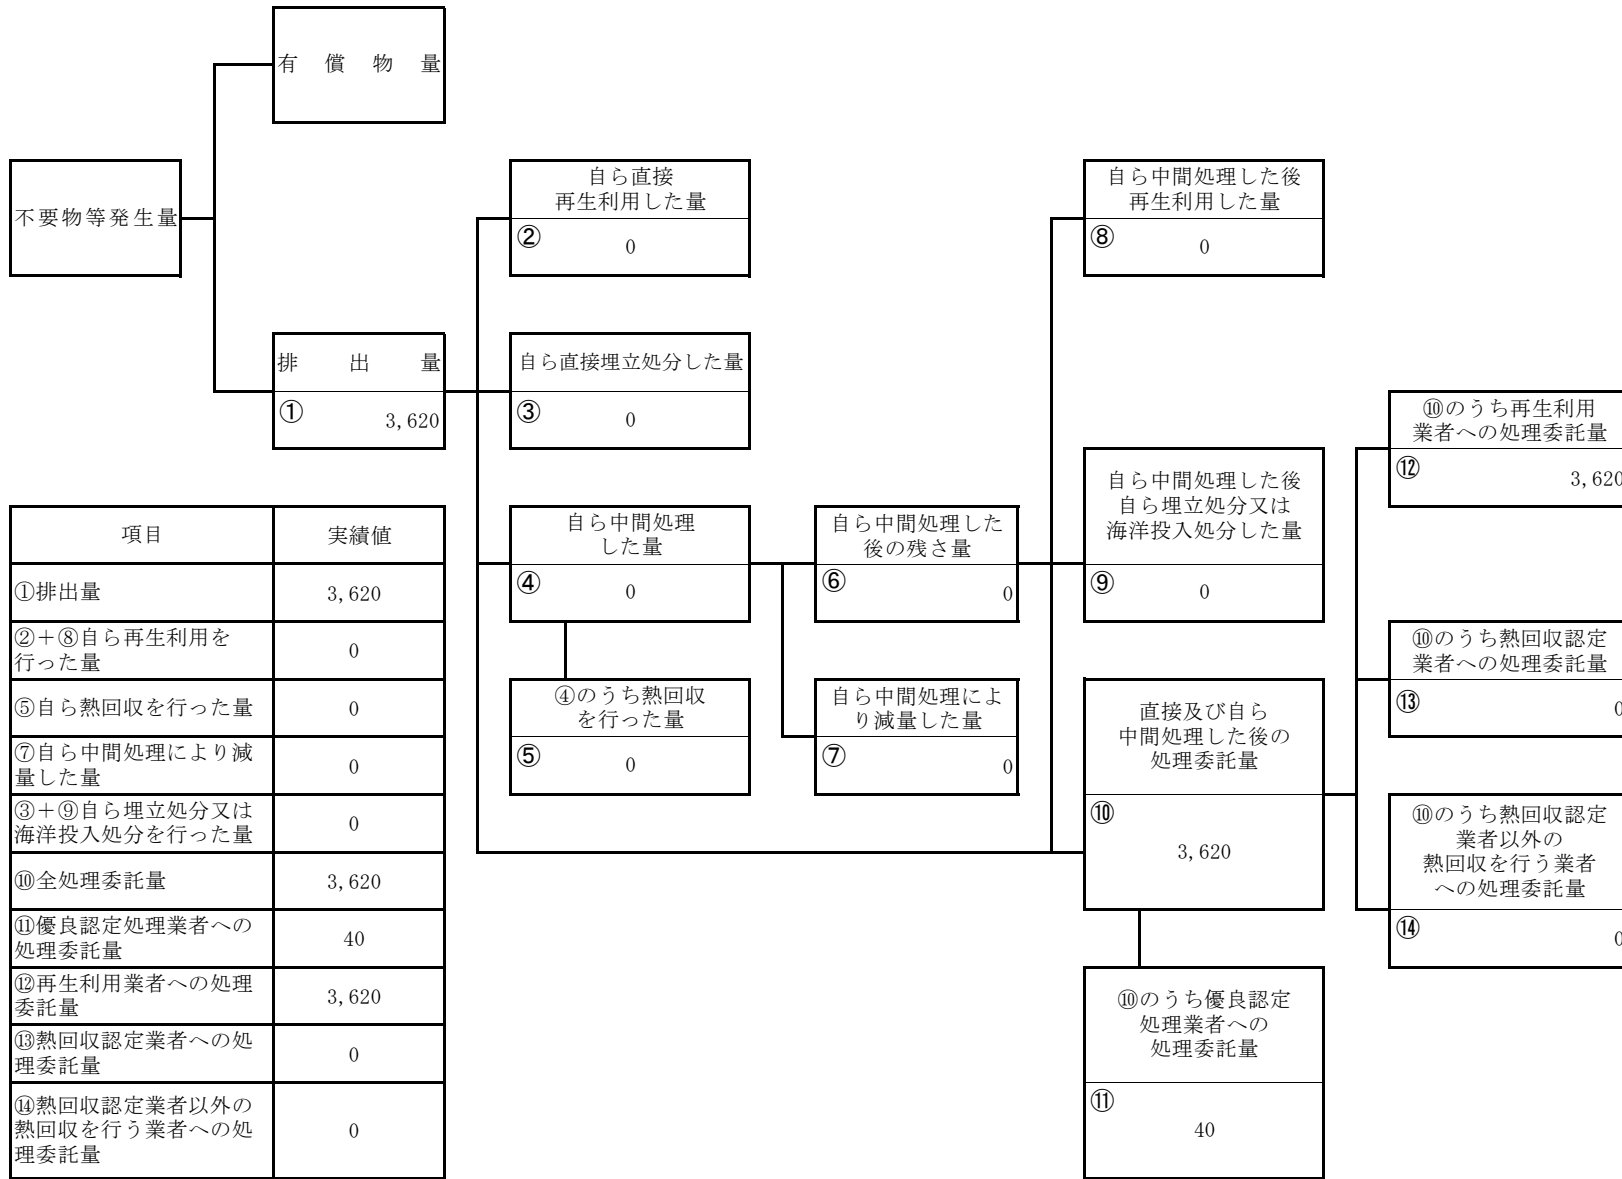 有償物量
不要物等発生量
排出量
①
3,620
自ら直接
再生利用した量
②
0
自ら直接埋立処分した量
③
0
自ら中間処理
した量
④
0
④のうち熱回収
を行った量
⑤
0
自ら中間処理した
後の残さ量
⑥
0
自ら中間処理によ
り減量した量
⑦
0
自ら中間処理した後
再生利用した量
⑧
0
自ら中間処理した後
自ら埋立処分又は
海洋投入処分した量
⑨
0
直接及び自ら
中間処理した後の
処理委託量
⑩
3,620
⑩のうち優良認定
処理業者への
処理委託量
⑪
40
⑩のうち再生利用
業者への処理委託量
⑫
3,620
⑩のうち熱回収認定
業者への処理委託量
⑬
0
⑩のうち熱回収認定
業者以外の
熱回収を行う業者
への処理委託量
⑭
0
項目 実績値
①排出量 3,620
②+⑧自ら再生利用を
行った量
0
⑤自ら熱回収を行った量 0
⑦自ら中間処理により減
量した量
0
③+⑨自ら埋立処分又は
海洋投入処分を行った量
0
⑩全処理委託量 3,620
⑪優良認定処理業者への
処理委託量
40
⑫再生利用業者への処理
委託量
3,620
⑬熱回収認定業者への処
理委託量
0
⑭熱回収認定業者以外の
熱回収を行う業者への処
理委託量
0